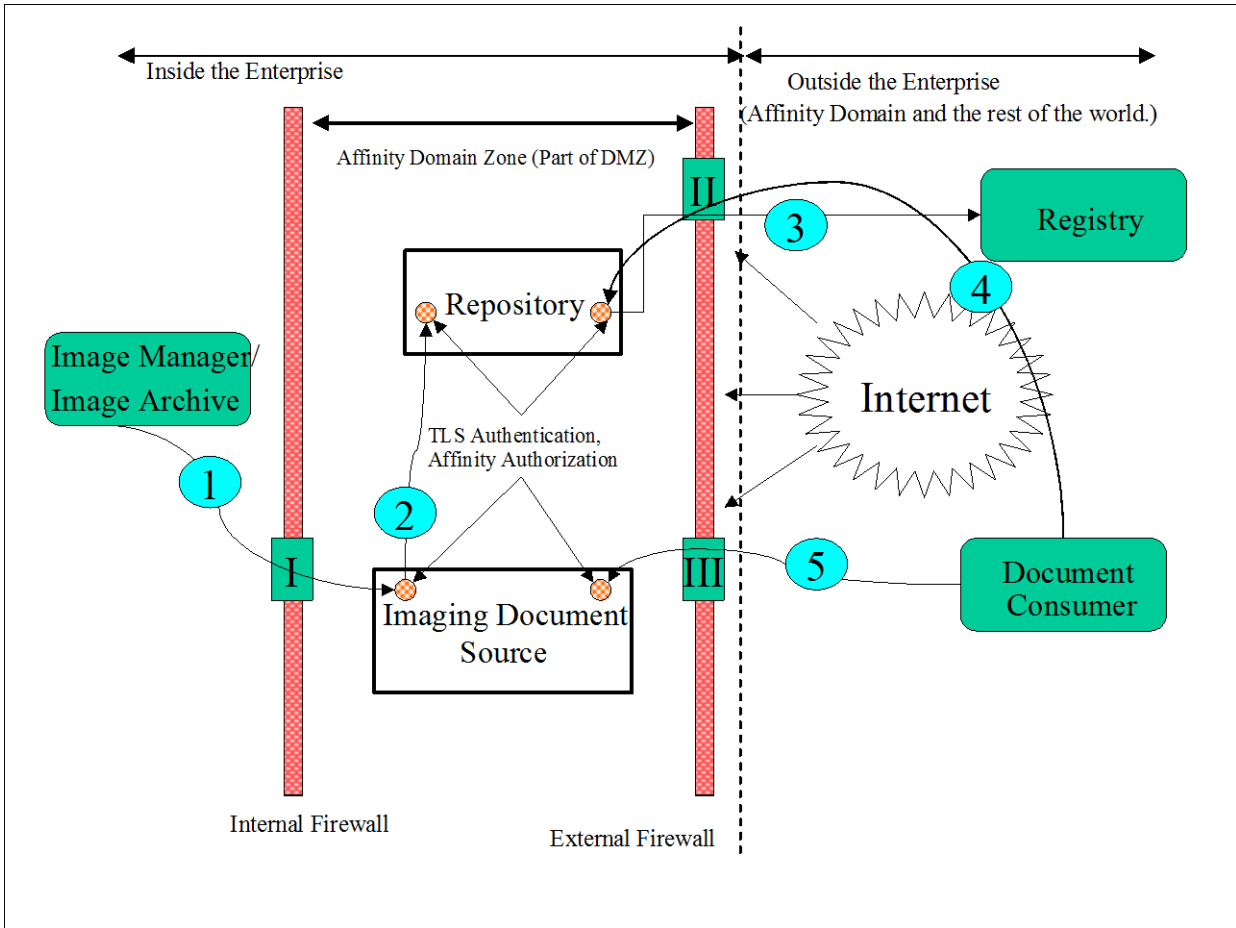 Inside the Enterprise
Outside the Enterprise
(Affinity Domain and the rest of the world.)
Affinity Domain Zone (Part of DMZ)
II
3
Registry
4
Repository
Image Manager/
Image Archive
Internet
TLS Authentication,
Affinity Authorization
1
2
I
III
5
Document
Consumer
Imaging Document
Source
Internal Firewall
External Firewall